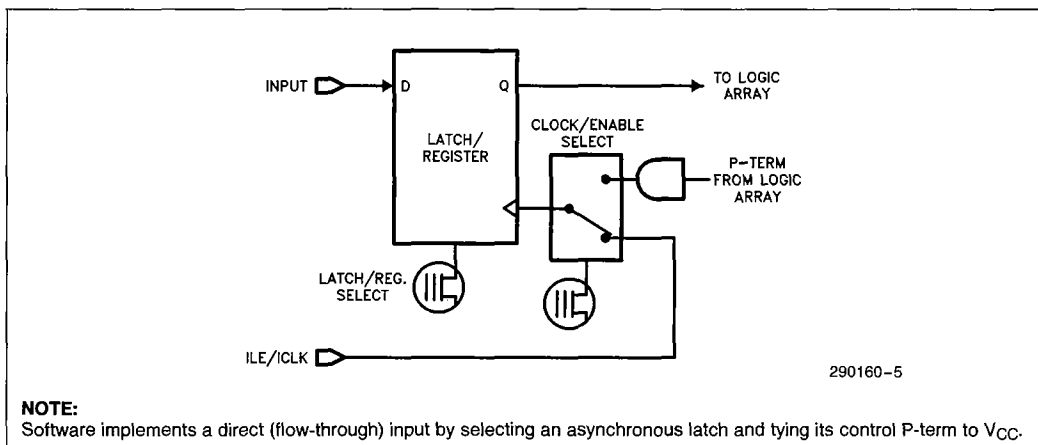 INPUT
D
Q
TO LOGIC
ARRAY
LATCH/
REGISTER
CLOCK/ENABLE
SELECT
P-TERM
FROM LOGIC
ARRAY
LATCH/REG.
SELECT
ILE/ICLK
290160-5
NOTE:
Software implements a direct (flow-through) input by selecting an asynchronous latch and tying its control P-term to VCC.